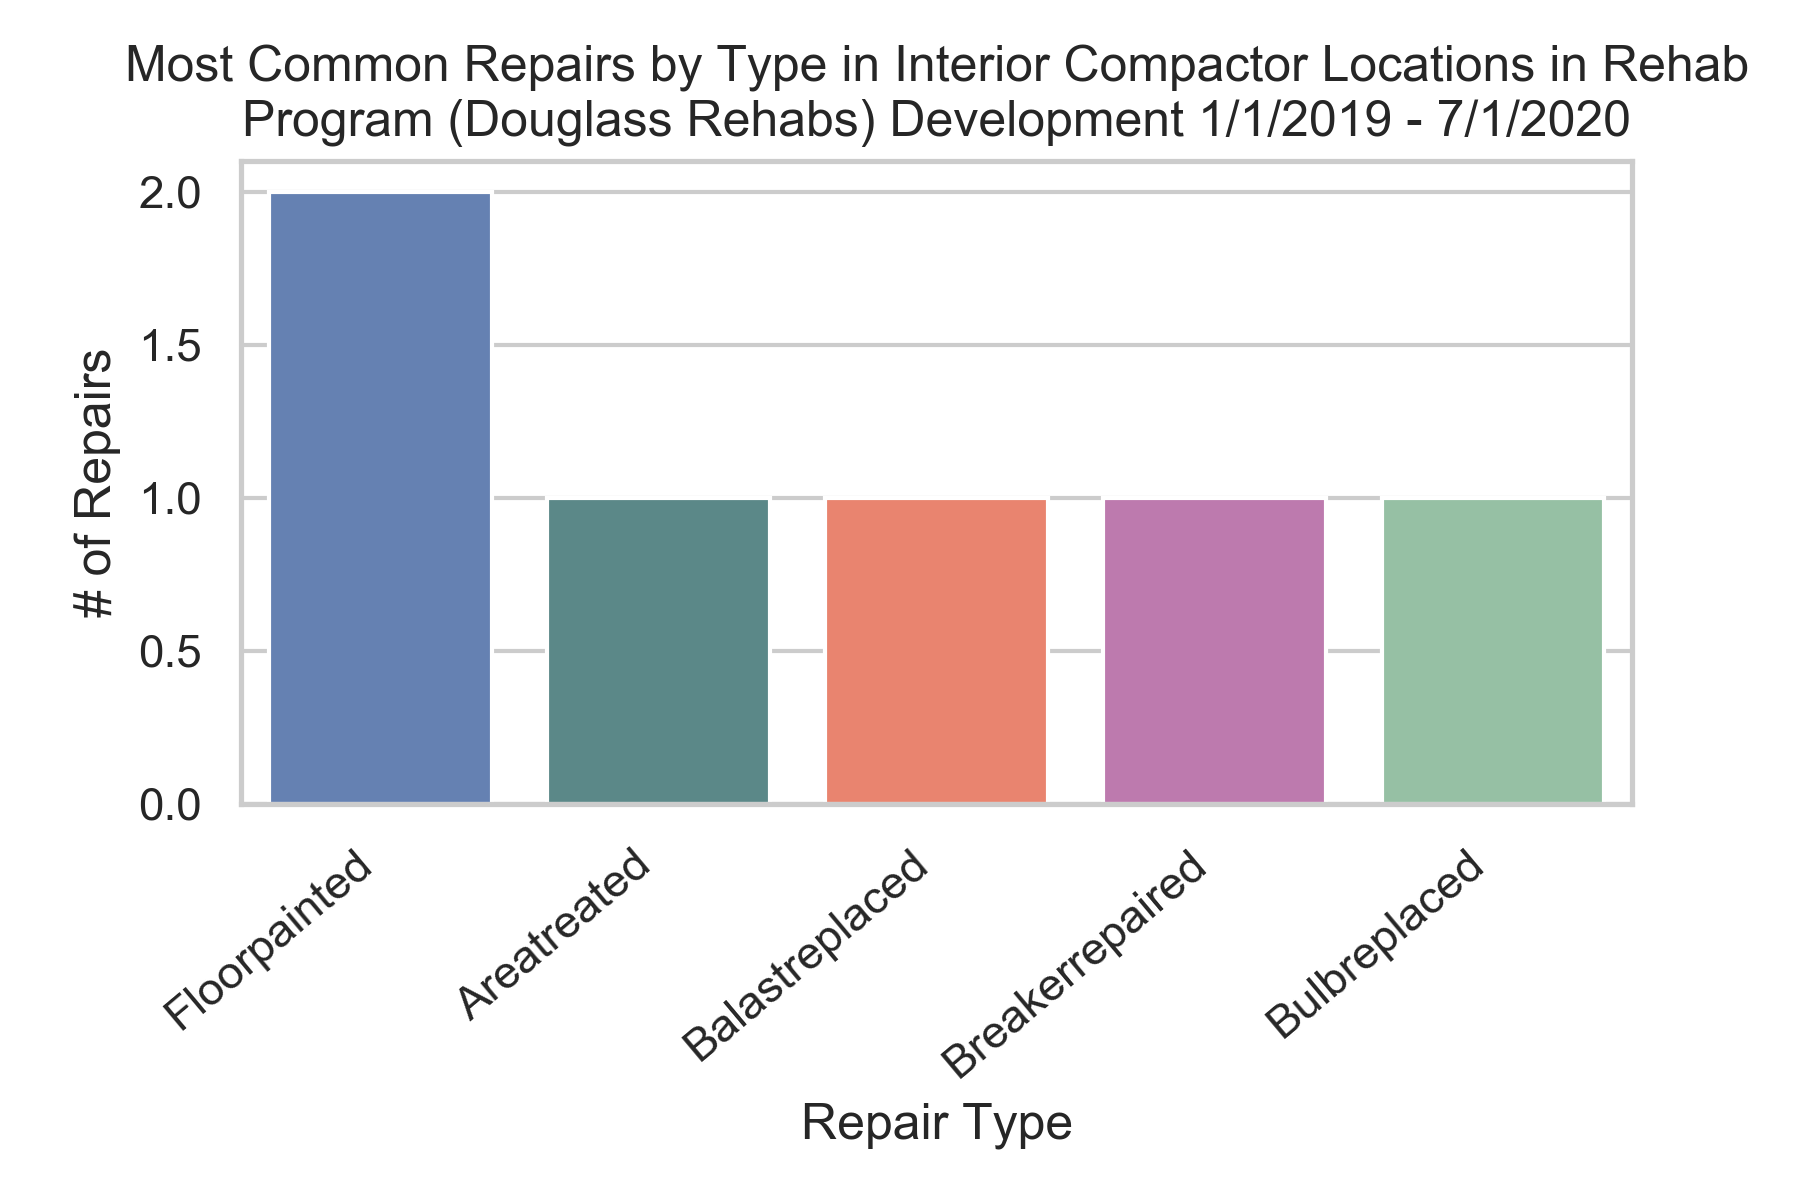 Most Common Repairs by Type in Interior Compactor Locations in Rehab
Program (Douglass Rehabs) Development 1/1/2019 - 7/1/2020
2.0
1.5
1.0
0.5
0.0
# of Repairs
Floorpainted
Areatreated
Balastreplaced
Breakerrepaired
Bulbreplaced
Repair Type